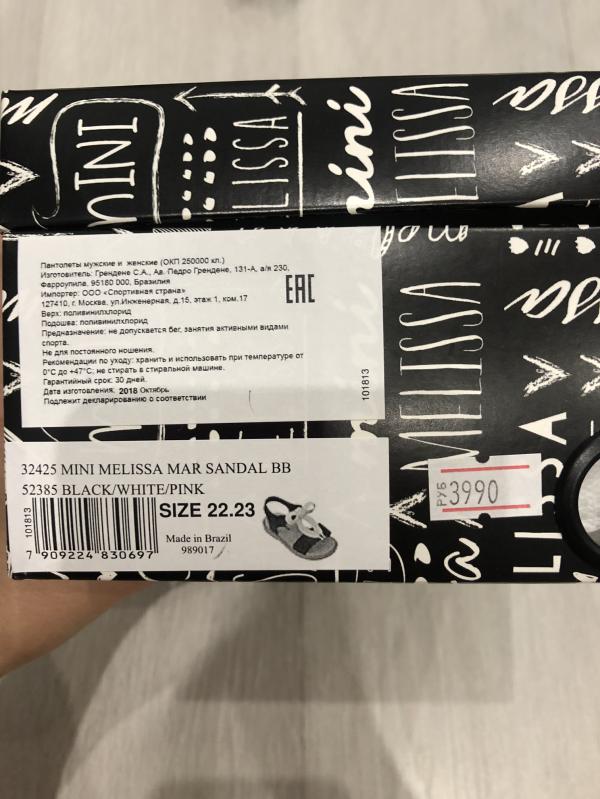 mINI
LISSA
mini
ELISSA
Пантолеты мужские и женские (ОКП 250000 кл.)
Изготовитель: Грендене С.А., Ав. Педро Грендене, 131-А, а/я 230,
Фарроупила, 95180 000, Бразилия
Импортер: ООО «Спортивная страна»
127410, г. Москва, ул.Инженерная, д.15, этаж 1, ком.17
Верх: поливинилхлорид
Подошва: поливинилхлорид
Предназначение: не допускается бег, занятия активными видами
спорта.
Не для постоянного ношения.
Рекомендации по уходу: хранить и использовать при температуре от
0°С до +47°С; не стирать в стиральной машине.
Гарантийный срок: 30 дней.
Дата изготовления: 2018 Октябрь
Подлежит декларированию о соответствии
EAC
101813
MELISSA
32425 MINI MELISSA MAR SANDAL BB
52385 BLACK/WHITE/PINK
SIZE 22.23
101813
7 909224 830697
Made in Brazil
989017
РУБ 3990